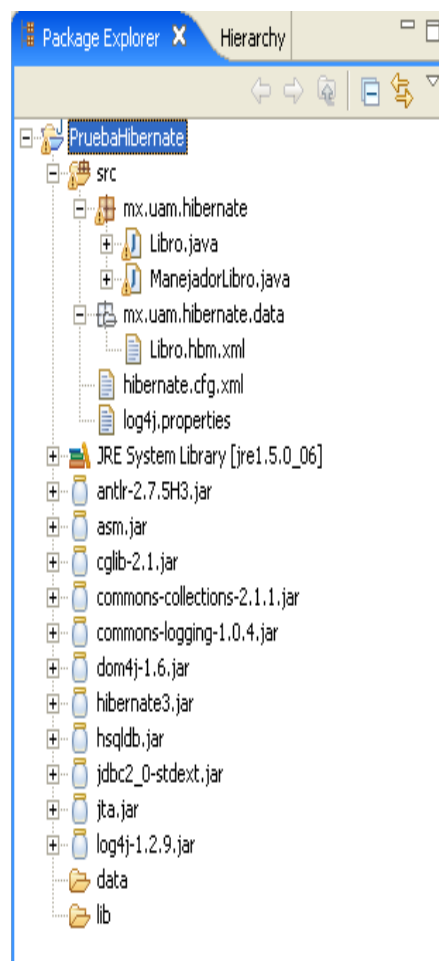 Package Explorer Hierarchy
PruebaHibernate
src
mx.uam.hibernate
Libro.java
ManejadorLibro.java
mx.uam.hibernate.data
Libro.hbm.xml
hibernate.cfg.xml
log4j.properties
JRE System Library [jre1.5.0_06]
antlr-2.7.5H3.jar
asm.jar
cglib-2.1.jar
commons-collections-2.1.1.jar
commons-logging-1.0.4.jar
dom4j-1.6.jar
hibernate3.jar
hsqldb.jar
jdbc2_0-stdext.jar
jta.jar
log4j-1.2.9.jar
data
lib